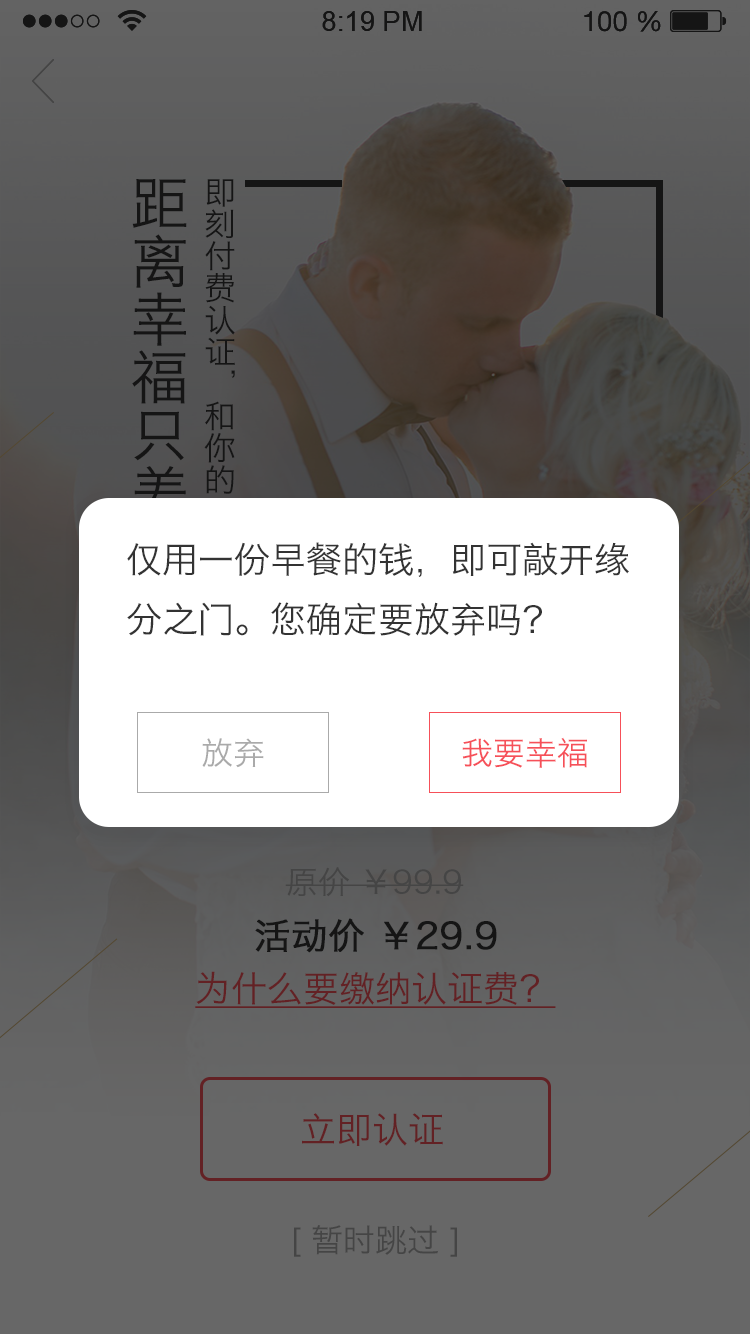 8:19 PM
100 %
距离幸福只差
即刻付费认证，和你的
仅用一份早餐的钱，即可敲开缘
分之门。您确定要放弃吗？
放弃
我要幸福
原价 ￥99.9
活动价 ￥29.9
为什么要缴纳认证费？
立即认证
[ 暂时跳过 ]